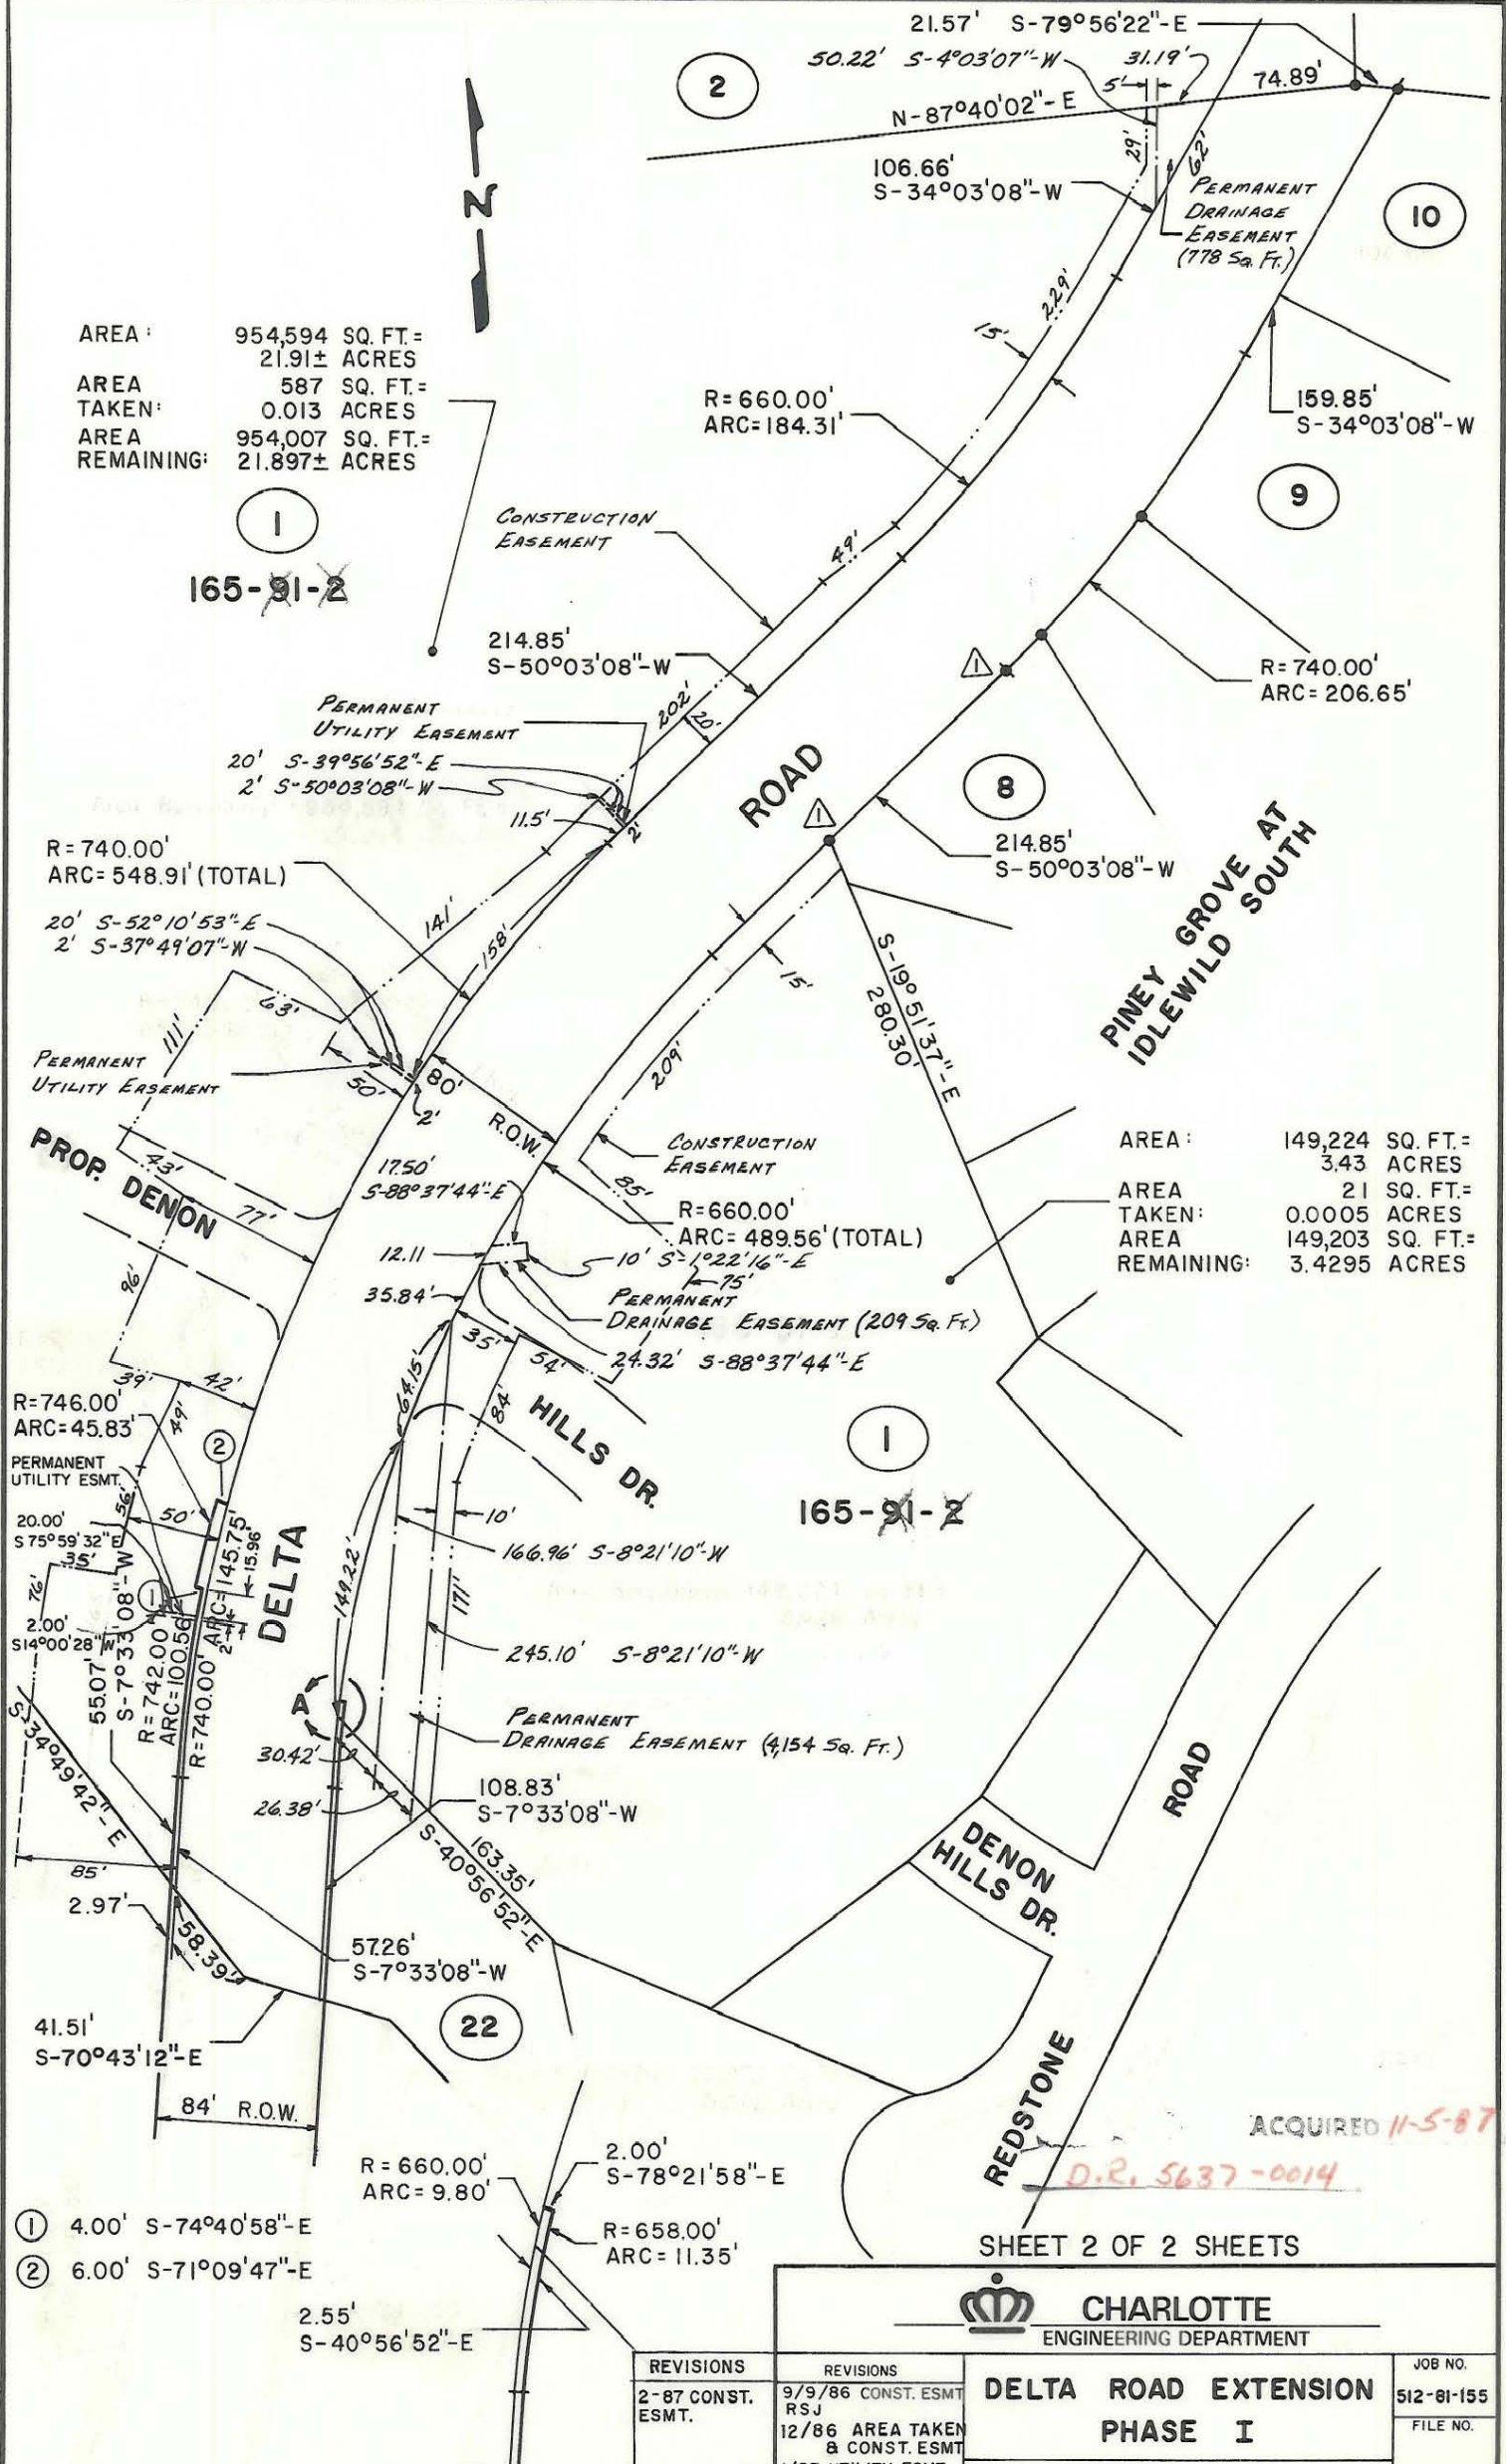 21.57' S-79°56'22"-E
50.22' S-4°03'07"-W
31.19'
5'
74.89'
2
N-87°40'02"-E
29'
62'
106.66'
S-34°03'08"-W
PERMANENT
DRAINAGE
EASEMENT
(778 SQ. FT.)
10
N
229'
15'
AREA: 954,594 SQ. FT.=
21.91± ACRES
AREA 587 SQ. FT.=
TAKEN: 0.013 ACRES
AREA 954,007 SQ. FT.=
REMAINING: 21.897± ACRES
R=660.00'
ARC=184.31'
159.85'
S-34°03'08"-W
1
165-91-2
9
CONSTRUCTION
EASEMENT
49'
214.85'
S-50°03'08"-W
1
R=740.00'
ARC=206.65'
PERMANENT
UTILITY EASEMENT
202'
20'
20' S-39°56'52"-E
2' S-50°03'08"-W
11.5'
2'
ROAD
8
1
214.85'
S-50°03'08"-W
R=740.00'
ARC=548.91' (TOTAL)
20' S-52°10'53"-E
2' S-37°49'07"-W
141'
158'
63'
111'
15'
S-19°51'37"-E
280.30'
PINEY GROVE AT
IDLEWILD SOUTH
PERMANENT
UTILITY EASEMENT
50'
80'
R.O.W.
2'
209'
PROP. DENON
43'
77'
17.50'
S-88°37'44"-E
CONSTRUCTION
EASEMENT
85'
R=660.00'
ARC=489.56' (TOTAL)
AREA: 149,224 SQ. FT.=
3.43 ACRES
AREA 21 SQ. FT.=
TAKEN: 0.0005 ACRES
AREA 149,203 SQ. FT.=
REMAINING: 3.4295 ACRES
12.11
10' S-1°22'16"-E
75'
96'
35.84'
PERMANENT
DRAINAGE EASEMENT (209 SQ. FT.)
35'
54'
24.32' S-88°37'44"-E
39'
42'
64.15'
84'
HILLS DR.
R=746.00'
ARC=45.83'
49'
2
1
165-91-2
PERMANENT
UTILITY ESMT.
56'
50'
20.00'
S75°59'32"E
35'
76'
1
2.00'
S14°00'28"W
10'
166.96' S-8°21'10"-W
149.22'
171'
DELTA
15.96'
2'
R=740.00' ARC=145.75'
R=742.00'
ARC=100.56'
55.07'
S-7°33'08"-W
245.10' S-8°21'10"-W
S-34°49'42"-E
A
PERMANENT
DRAINAGE EASEMENT (4,154 SQ. FT.)
30.42'
26.38'
108.83'
S-7°33'08"-W
163.35'
S-40°56'52"-E
ROAD
DENON
HILLS DR.
85'
2.97'
58.39'
57.26'
S-7°33'08"-W
22
41.51'
S-70°43'12"-E
84' R.O.W.
REDSTONE
ACQUIRED 11-5-87
D.R. 5637-0014
R=660.00'
ARC=9.80'
2.00'
S-78°21'58"-E
R=658.00'
ARC=11.35'
1 4.00' S-74°40'58"-E
2 6.00' S-71°09'47"-E
2.55'
S-40°56'52"-E
SHEET 2 OF 2 SHEETS
CHARLOTTE
ENGINEERING DEPARTMENT
REVISIONS
2-87 CONST.
ESMT.
REVISIONS
9/9/86 CONST. ESMT
RSJ
12/86 AREA TAKEN
& CONST. ESMT
DELTA ROAD EXTENSION
PHASE I
JOB NO.
512-81-155
FILE NO.